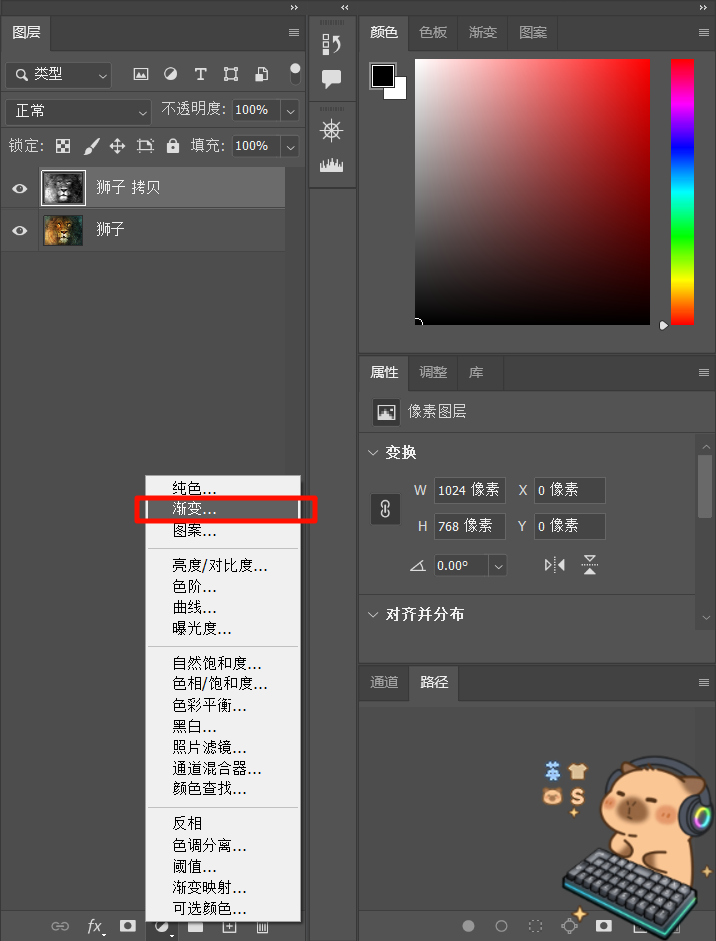 图层
类型
正常
不透明度: 100%
锁定:
填充: 100%
狮子 拷贝
狮子
纯色...
渐变...
图案...
亮度/对比度...
色阶...
曲线...
曝光度...
自然饱和度...
色相/饱和度...
色彩平衡...
黑白...
照片滤镜...
通道混合器...
颜色查找...
反相
色调分离...
阈值...
渐变映射...
可选颜色...
fx
颜色 色板 渐变 图案
属性 调整 库
像素图层
变换
W 1024 像素 X 0 像素
H 768 像素 Y 0 像素
0.00°
对齐并分布
通道 路径
英
S